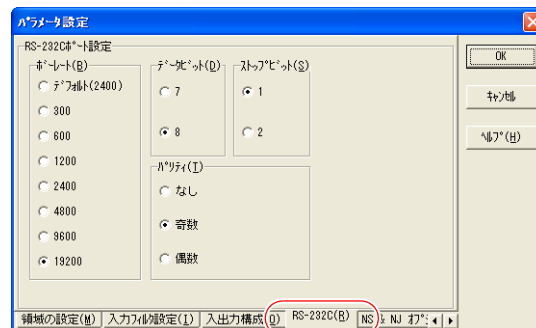 パラメータ設定
RS-232Cポート設定
ボーレート(B)
デフォルト(2400)
300
600
1200
2400
4800
9600
19200
データビット(D)
7
8
ストップビット(S)
1
2
パリティ(T)
なし
奇数
偶数
OK
キャンセル
ヘルプ(H)
領域の設定(M) 入力フィルタ設定(I) 入出力構成(O) RS-232C(R) NS & NJ オプシ